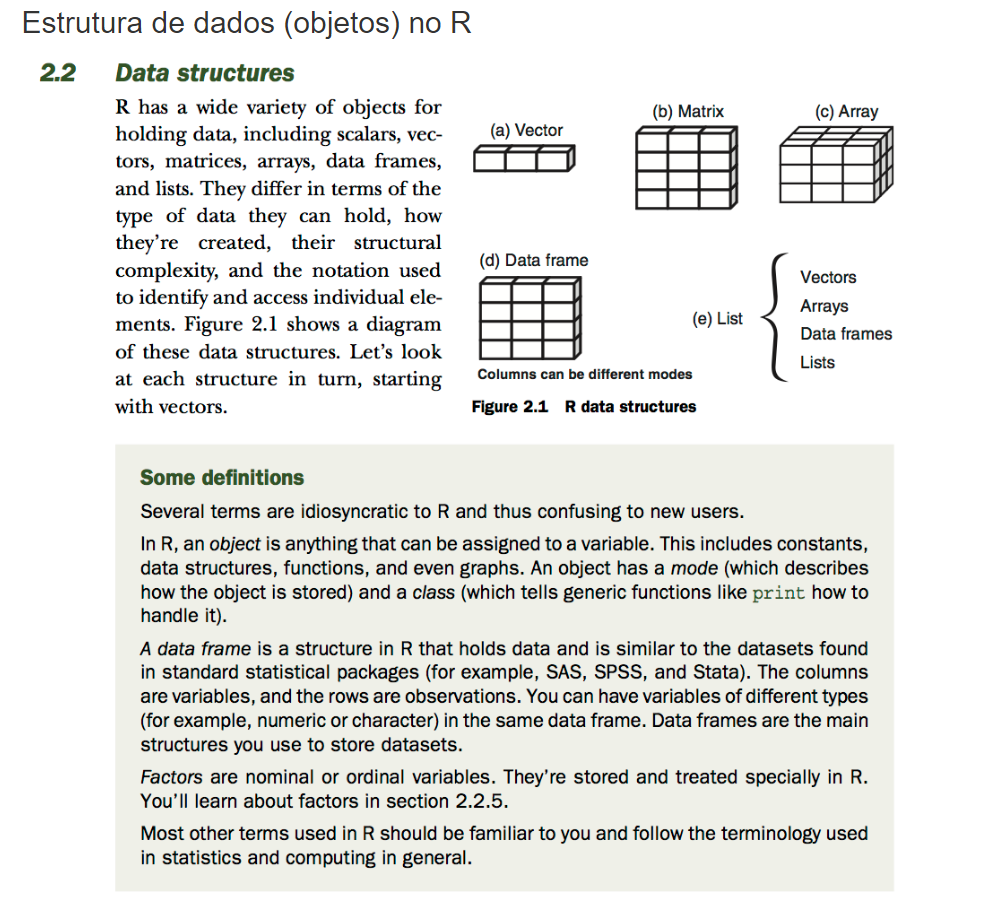 Estrutura de dados (objetos) no R
2.2 Data structures
R has a wide variety of objects for
holding data, including scalars, vec-
tors, matrices, arrays, data frames,
and lists. They differ in terms of the
type of data they can hold, how
they're created, their structural
complexity, and the notation used
to identify and access individual ele-
ments. Figure 2.1 shows a diagram
of these data structures. Let's look
at each structure in turn, starting
with vectors.
(a) Vector
(b) Matrix
(c) Array
(d) Data frame
Columns can be different modes
(e) List
Vectors
Arrays
Data frames
Lists
Figure 2.1 R data structures
Some definitions
Several terms are idiosyncratic to R and thus confusing to new users.
In R, an object is anything that can be assigned to a variable. This includes constants,
data structures, functions, and even graphs. An object has a mode (which describes
how the object is stored) and a class (which tells generic functions like print how to
handle it).
A data frame is a structure in R that holds data and is similar to the datasets found
in standard statistical packages (for example, SAS, SPSS, and Stata). The columns
are variables, and the rows are observations. You can have variables of different types
(for example, numeric or character) in the same data frame. Data frames are the main
structures you use to store datasets.
Factors are nominal or ordinal variables. They're stored and treated specially in R.
You'll learn about factors in section 2.2.5.
Most other terms used in R should be familiar to you and follow the terminology used
in statistics and computing in general.